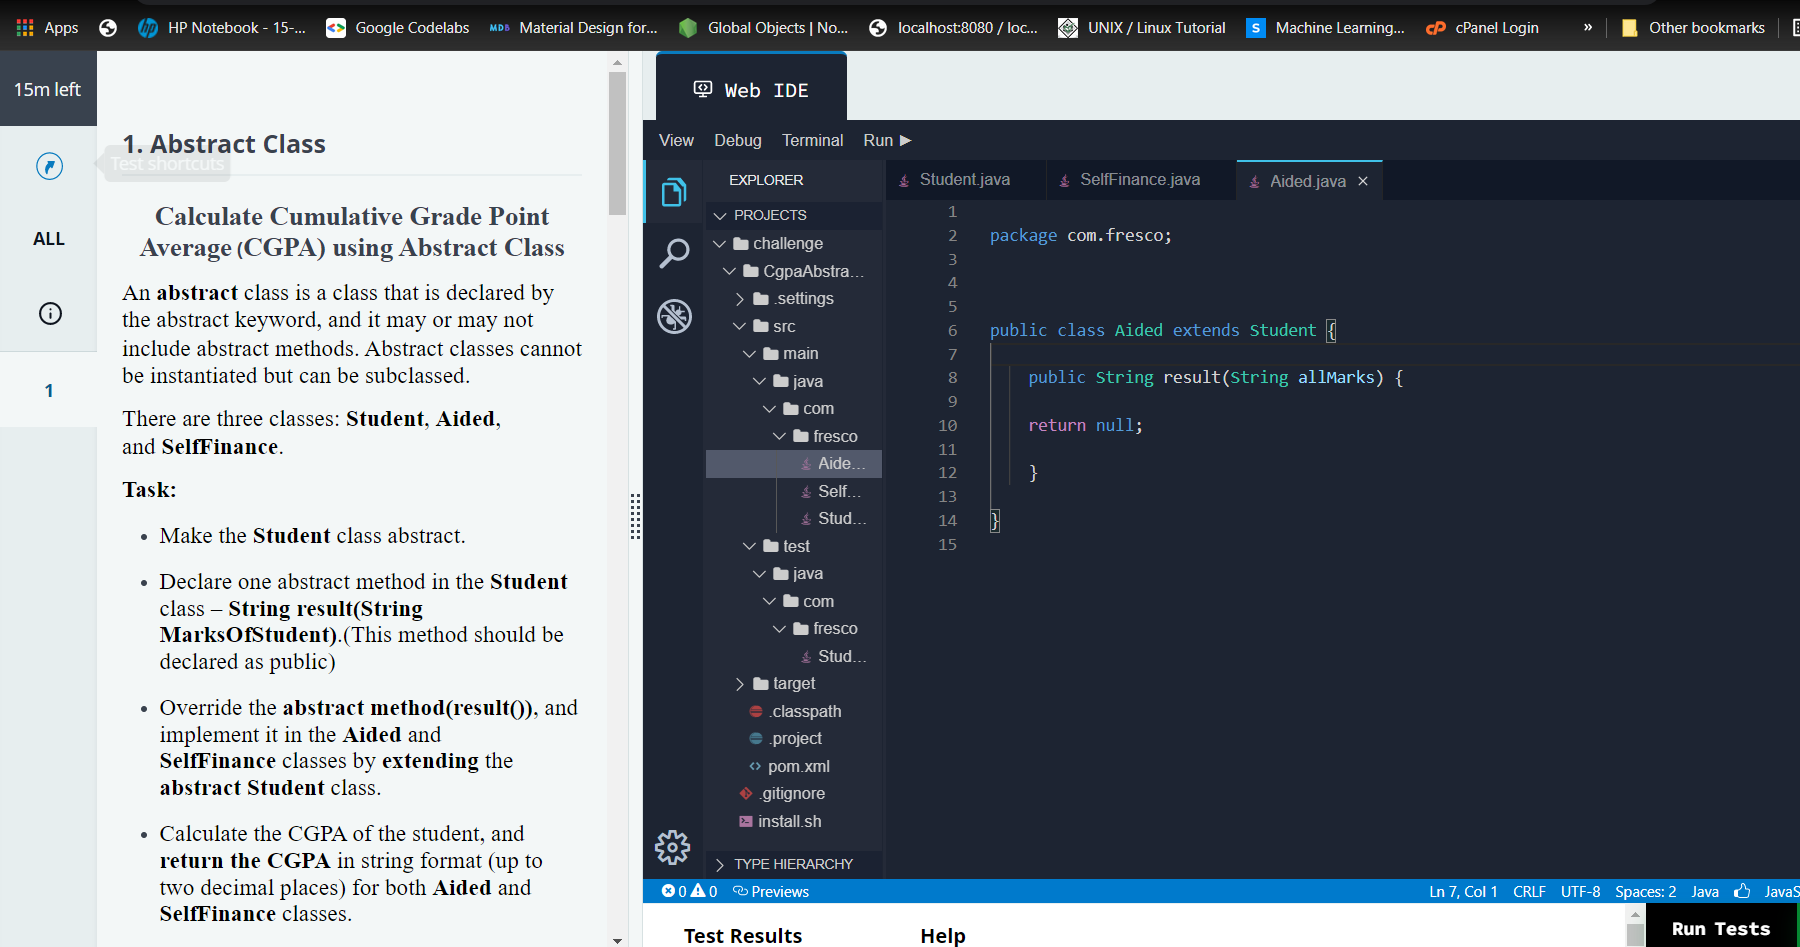 Apps
HP Notebook - 15-...
Google Codelabs
MDB Material Design for...
Global Objects | No...
localhost:8080 / loc...
UNIX / Linux Tutorial
S Machine Learning...
cP cPanel Login
»
Other bookmarks
15m left
Test shortcuts
ALL
1
1. Abstract Class
Calculate Cumulative Grade Point
Average (CGPA) using Abstract Class
An abstract class is a class that is declared by
the abstract keyword, and it may or may not
include abstract methods. Abstract classes cannot
be instantiated but can be subclassed.
There are three classes: Student, Aided,
and SelfFinance.
Task:
• Make the Student class abstract.
• Declare one abstract method in the Student
class – String result(String
MarksOfStudent).(This method should be
declared as public)
• Override the abstract method(result()), and
implement it in the Aided and
SelfFinance classes by extending the
abstract Student class.
• Calculate the CGPA of the student, and
return the CGPA in string format (up to
two decimal places) for both Aided and
SelfFinance classes.
Web IDE
View Debug Terminal Run
EXPLORER
PROJECTS
challenge
CgpaAbstra...
.settings
src
main
java
com
fresco
Aide...
Self...
Stud...
test
java
com
fresco
Stud...
target
.classpath
.project
pom.xml
.gitignore
install.sh
TYPE HIERARCHY
Student.java
SelfFinance.java
Aided.java ×
1
2 package com.fresco;
3
4
5
6 public class Aided extends Student {
7
8 public String result(String allMarks) {
9
10 return null;
11
12 }
13
14 }
15
0 0 Previews
Ln 7, Col 1 CRLF UTF-8 Spaces: 2 Java JavaS
Test Results
Help
Run Tests